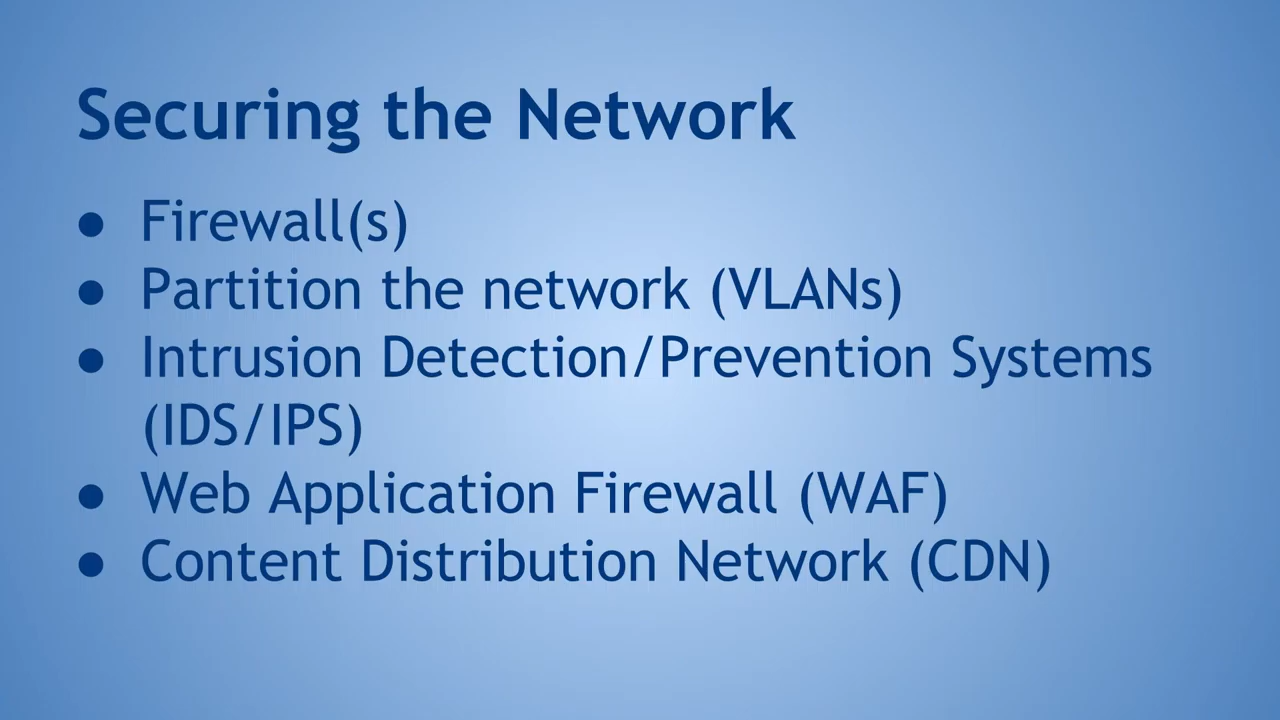 Securing the Network
● Firewall(s)
● Partition the network (VLANs)
● Intrusion Detection/Prevention Systems
(IDS/IPS)
● Web Application Firewall (WAF)
● Content Distribution Network (CDN)